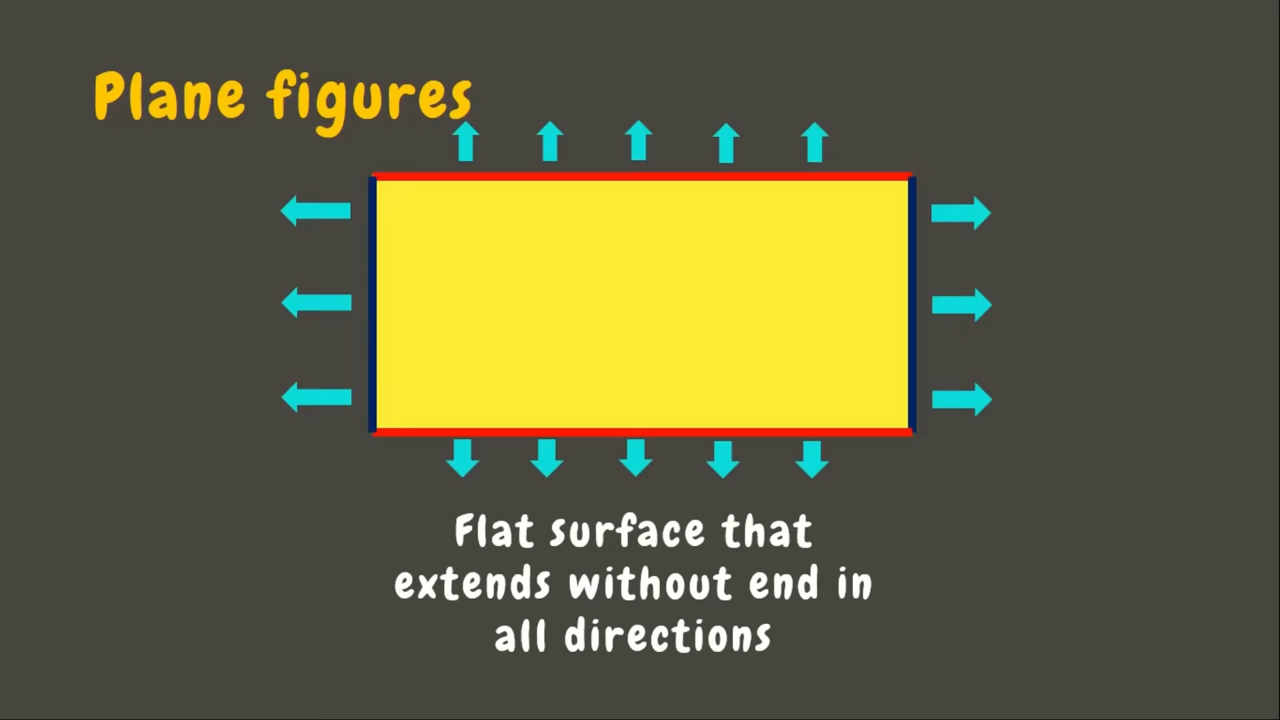 Plane figures
Flat surface that
extends without end in
all directions